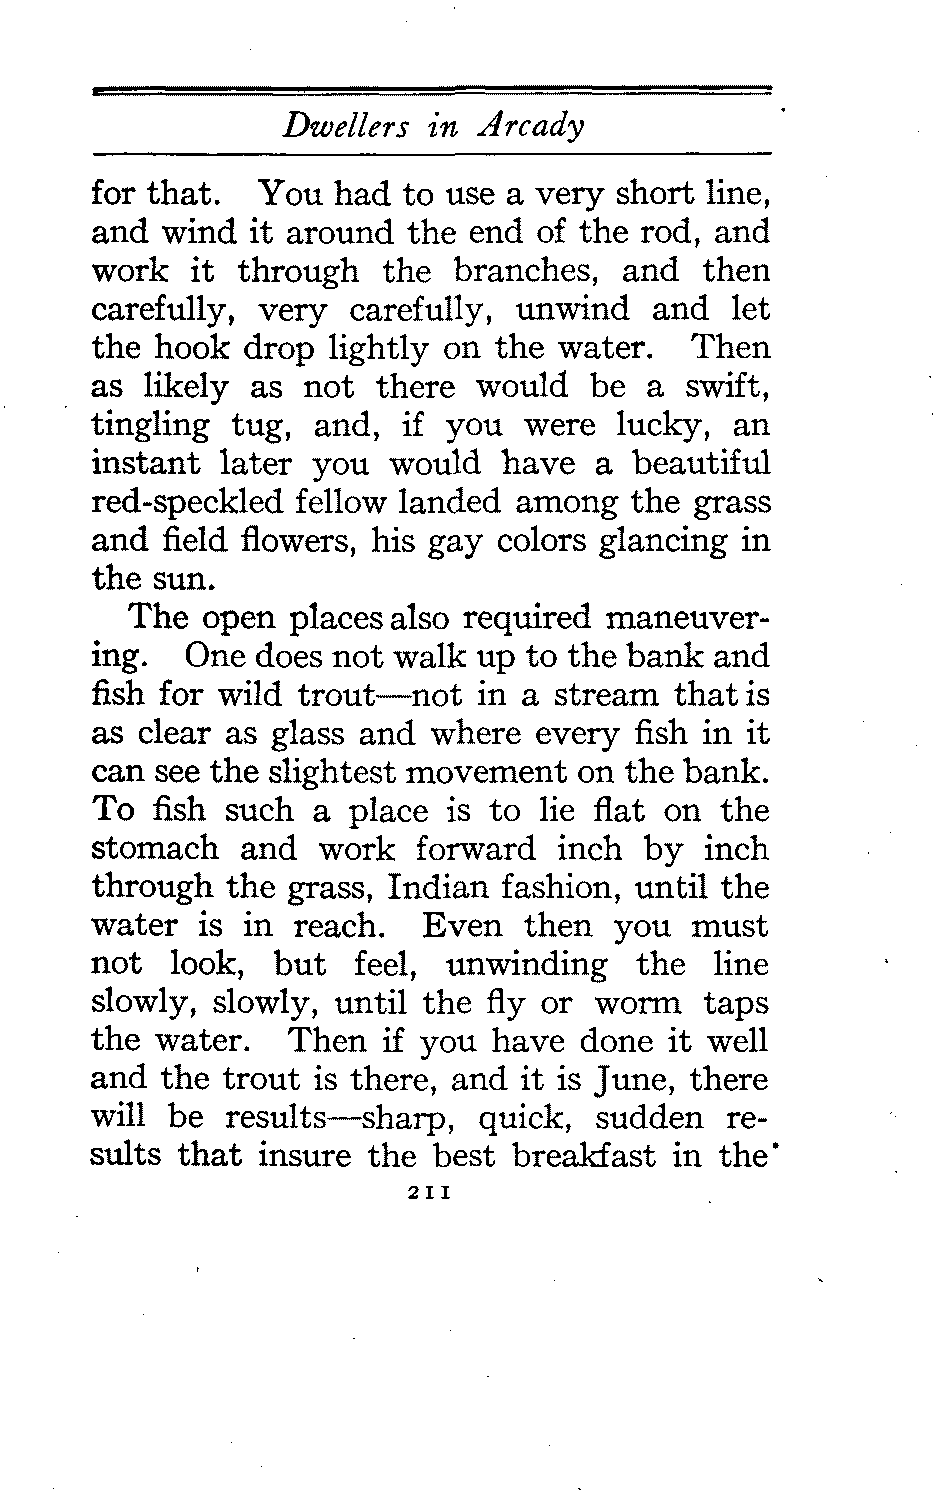 Dwellers in Arcady
for that. You had to use a very short line,
and wind it around the end of the rod, and
work it through the branches, and then
carefully, very carefully, unwind and let
the hook drop lightly on the water. Then
as likely as not there would be a swift,
tingling tug, and, if you were lucky, an
instant later you would have a beautiful
red-speckled fellow landed among the grass
and field flowers, his gay colors glancing in
the sun.
The open places also required maneuver-
ing. One does not walk up to the bank and
fish for wild trout—not in a stream that is
as clear as glass and where every fish in it
can see the slightest movement on the bank.
To fish such a place is to lie flat on the
stomach and work forward inch by inch
through the grass, Indian fashion, until the
water is in reach. Even then you must
not look, but feel, unwinding the line
slowly, slowly, until the fly or worm taps
the water. Then if you have done it well
and the trout is there, and it is June, there
will be results—sharp, quick, sudden re-
sults that insure the best breakfast in the
211